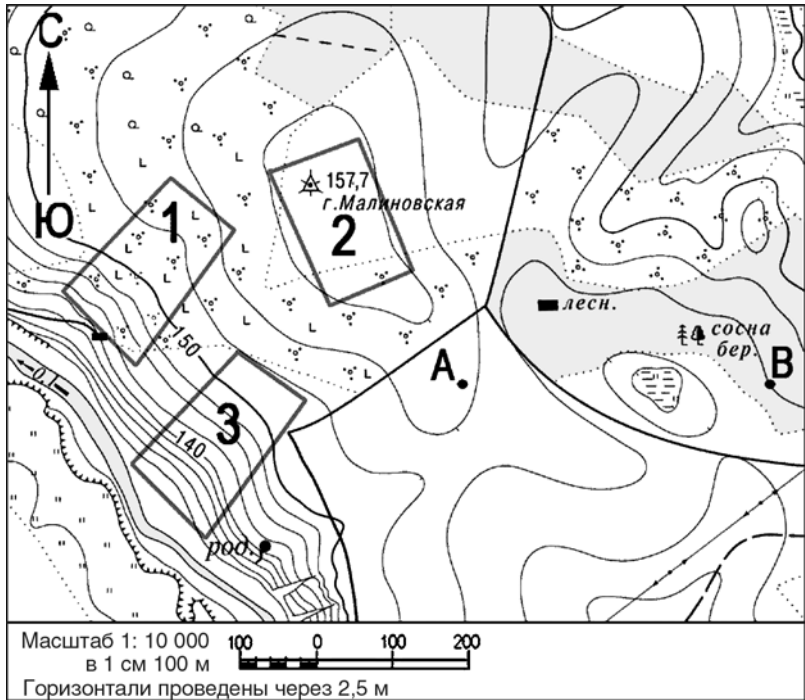 С
Ю
1
157,7
г. Малиновская
2
лесн.
сосна
бер.
150
0,1
А
В
3
140
род.
Масштаб 1: 10 000
в 1 см 100 м
100 0 100 200
Горизонтали проведены через 2,5 м